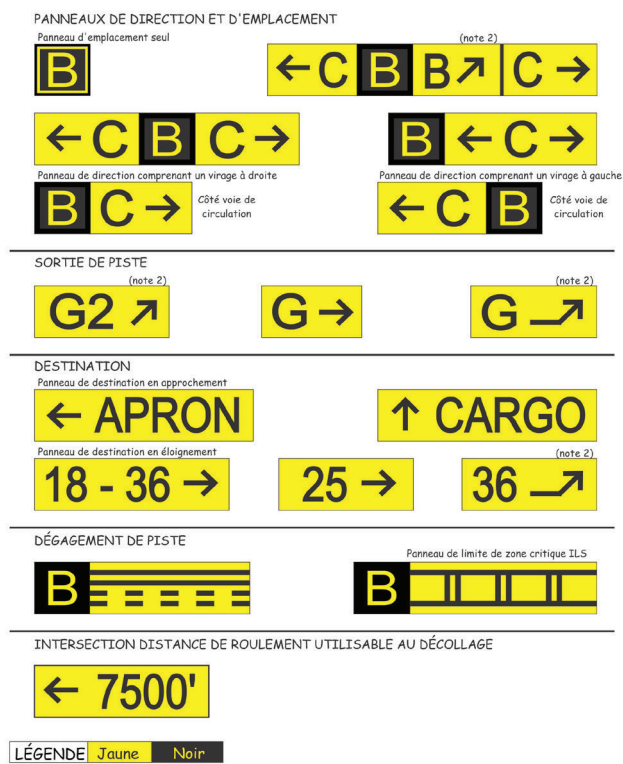 PANNEAUX DE DIRECTION ET D'EMPLACEMENT
Panneau d'emplacement seul
(note 2)
B
← C B B ↗ C →
← C B C →
B ← C →
Panneau de direction comprenant un virage à droite
Panneau de direction comprenant un virage à gauche
B C →
Côté voie de
circulation
← C B
Côté voie de
circulation
SORTIE DE PISTE
(note 2)
(note 2)
G2 ↗
G →
G
DESTINATION
Panneau de destination en approchement
← APRON
↑ CARGO
Panneau de destination en éloignement
(note 2)
18 - 36 →
25 →
36
DÉGAGEMENT DE PISTE
Panneau de limite de zone critique ILS
B
B
INTERSECTION DISTANCE DE ROULEMENT UTILISABLE AU DÉCOLLAGE
← 7500'
LÉGENDE Jaune Noir